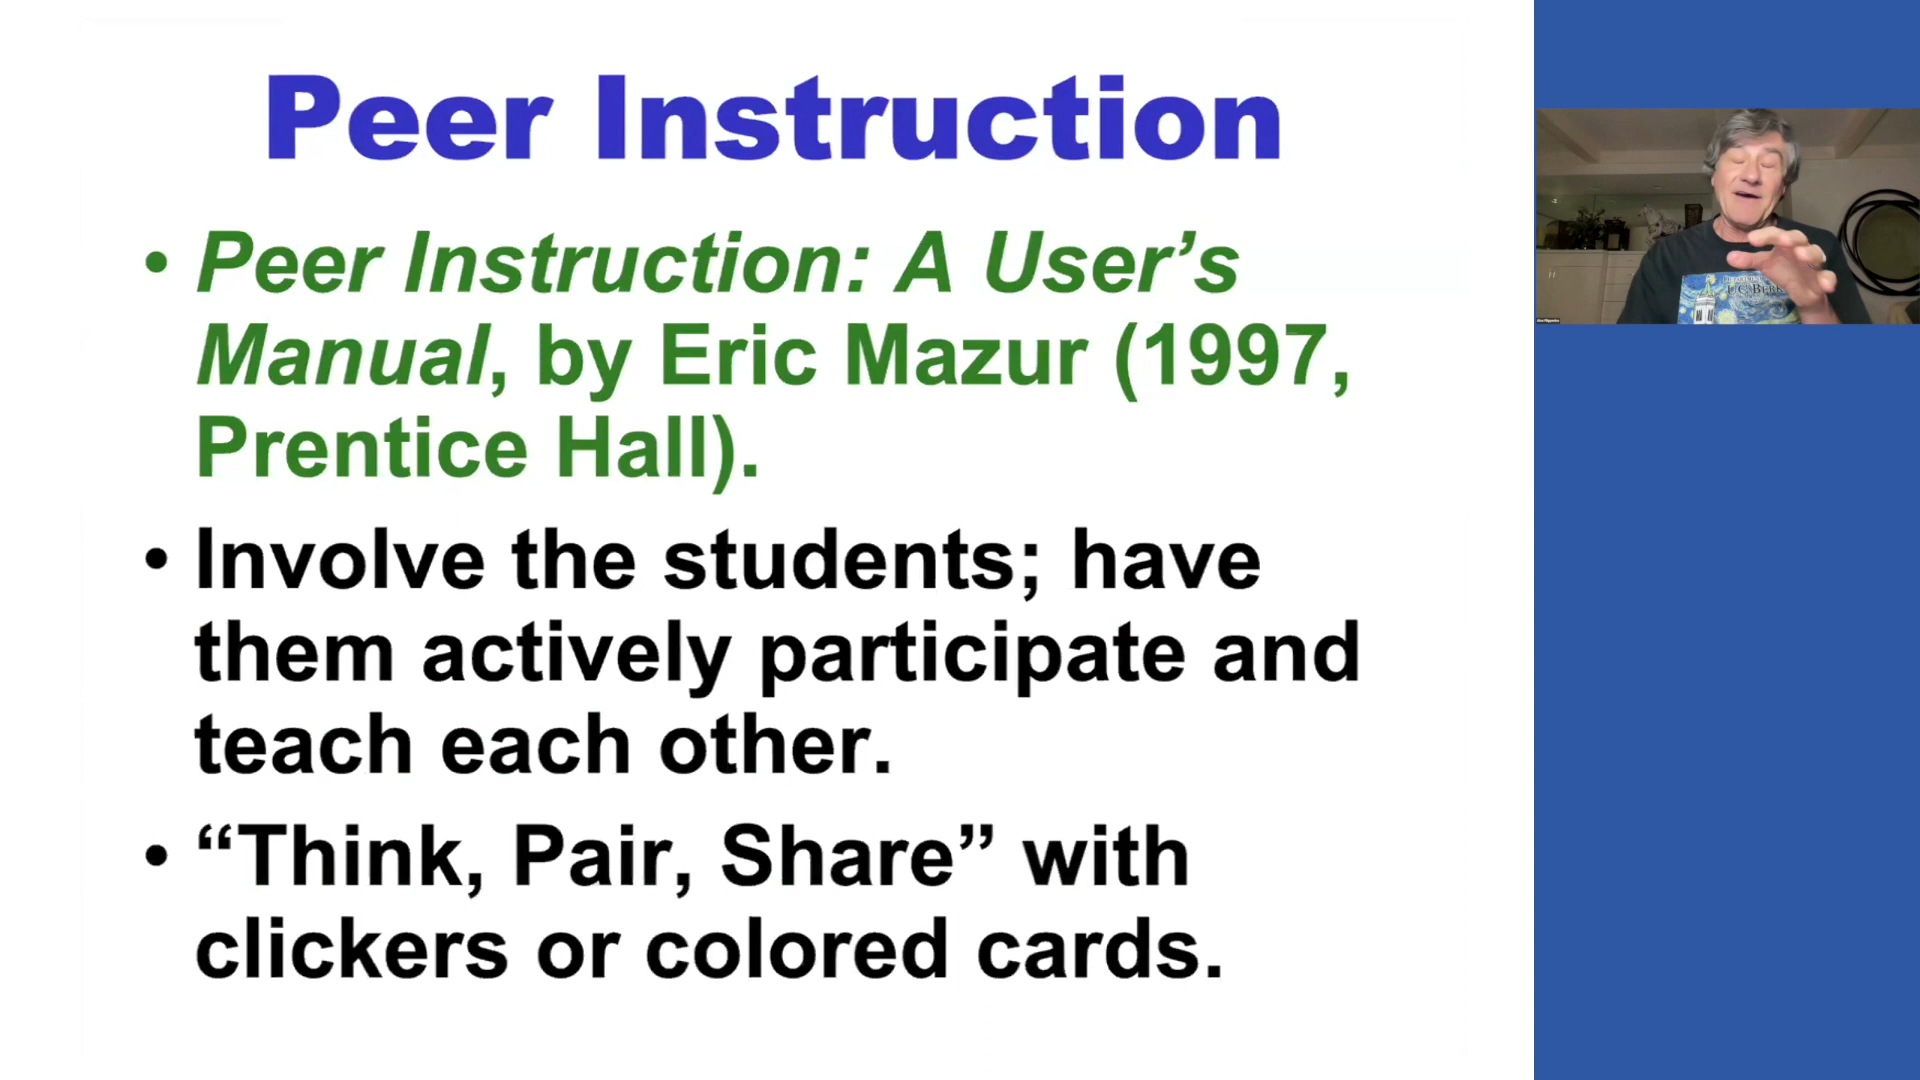 Peer Instruction
• Peer Instruction: A User’s
Manual, by Eric Mazur (1997,
Prentice Hall).
• Involve the students; have
them actively participate and
teach each other.
• “Think, Pair, Share” with
clickers or colored cards.